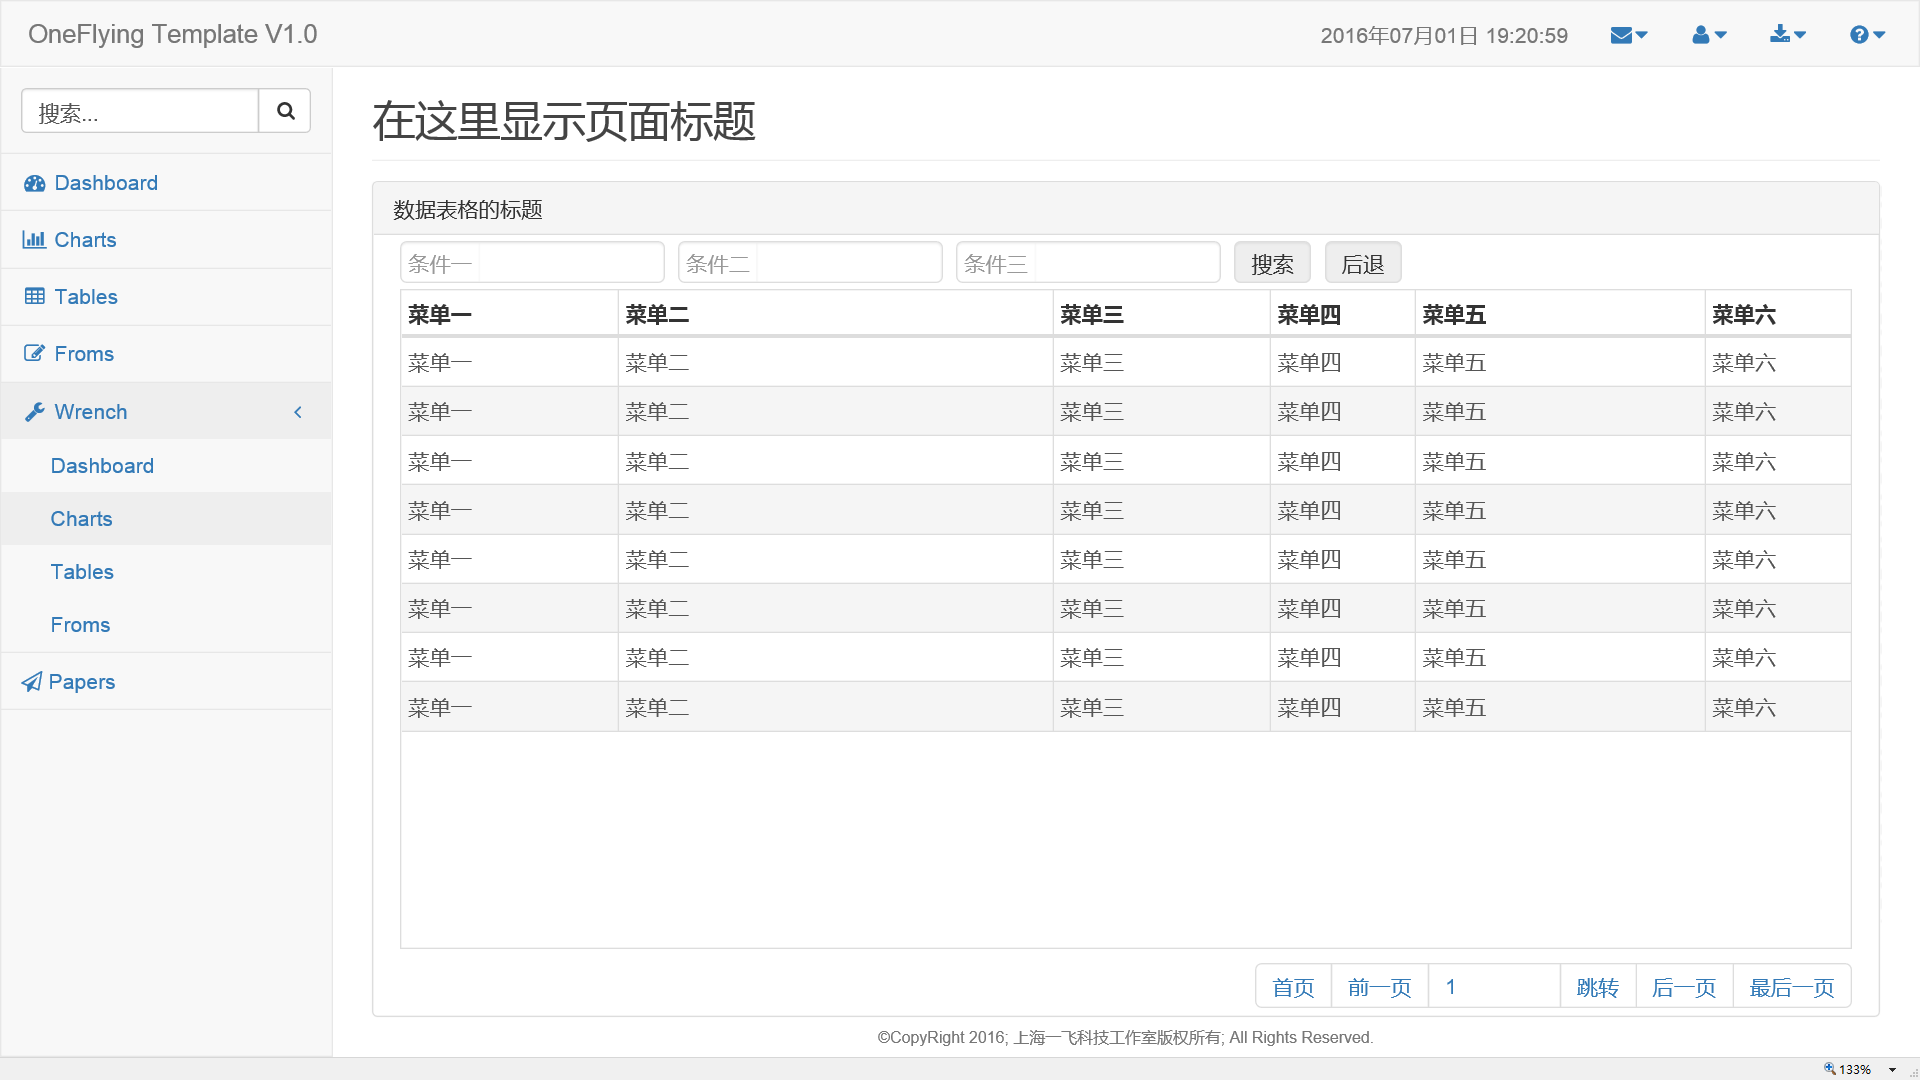 OneFlying Template V1.0
2016年07月01日 19:20:59
搜索...
Dashboard
Charts
Tables
Froms
Wrench
Dashboard
Charts
Tables
Froms
Papers
在这里显示页面标题
数据表格的标题
条件一 条件二 条件三 搜索 后退
菜单一 菜单二 菜单三 菜单四 菜单五 菜单六
菜单一 菜单二 菜单三 菜单四 菜单五 菜单六
菜单一 菜单二 菜单三 菜单四 菜单五 菜单六
菜单一 菜单二 菜单三 菜单四 菜单五 菜单六
菜单一 菜单二 菜单三 菜单四 菜单五 菜单六
菜单一 菜单二 菜单三 菜单四 菜单五 菜单六
菜单一 菜单二 菜单三 菜单四 菜单五 菜单六
菜单一 菜单二 菜单三 菜单四 菜单五 菜单六
菜单一 菜单二 菜单三 菜单四 菜单五 菜单六
首页 前一页 1 跳转 后一页 最后一页
©CopyRight 2016; 上海一飞科技工作室版权所有; All Rights Reserved.
133%